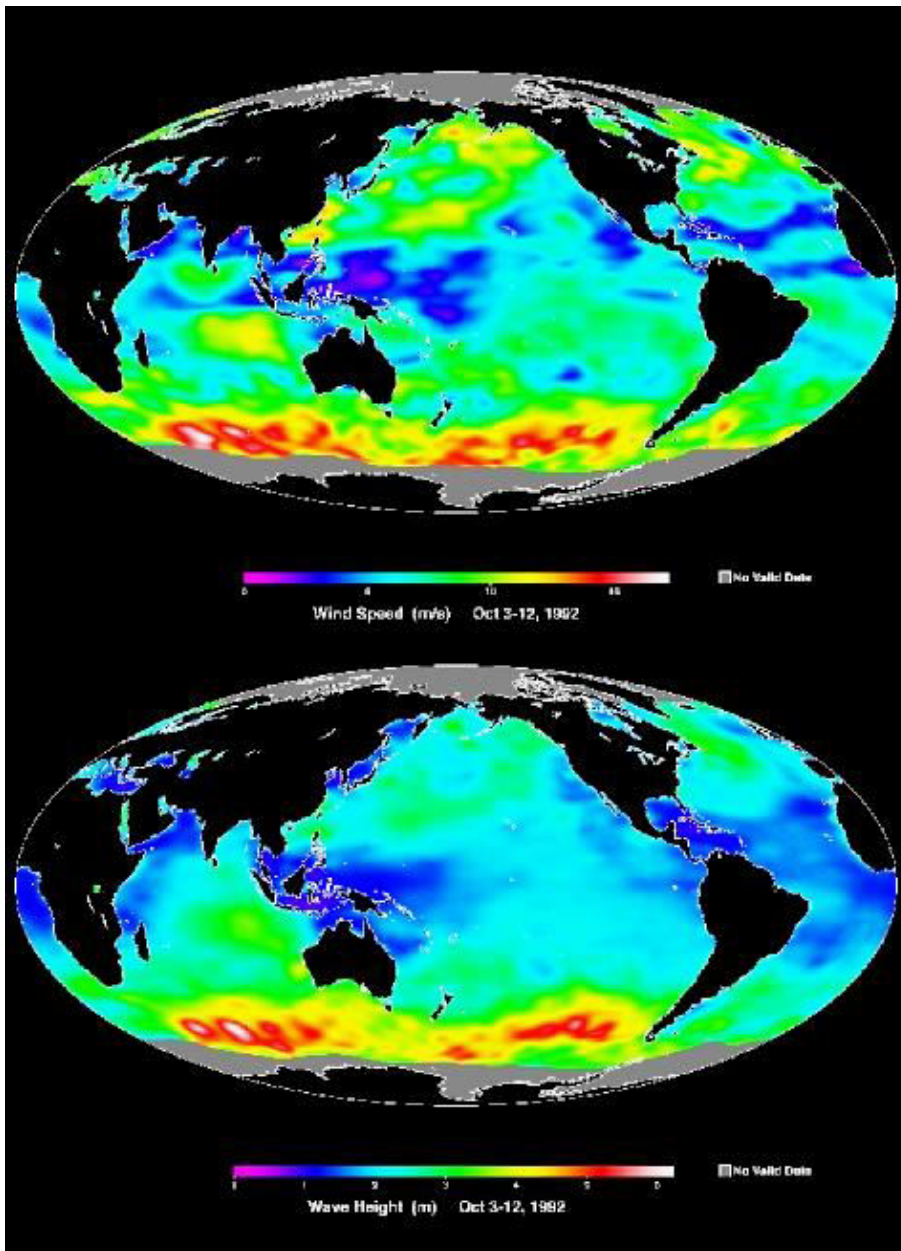 0 5 10 15
No Valid Data
Wind Speed (m/s) Oct 3-12, 1992
0 1 2 3 4 5 6
No Valid Data
Wave Height (m) Oct 3-12, 1992